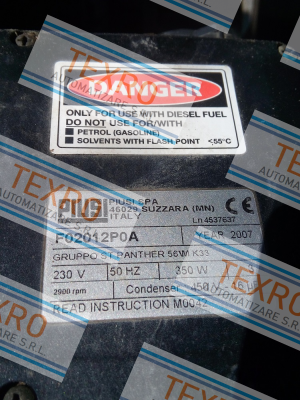 DANGER
ONLY FOR USE WITH DIESEL FUEL
DO NOT USE FOR/WITH
■ PETROL (GASOLINE)
■ SOLVENTS WITH FLASH POINT <55°C
PIUSI SPA
46029 SUZZARA (MN)
ITALY
Ln 4537637
F02012P0A
YEAR 2007
GRUPPO ST PANTHER 56 K33
230 V 50 HZ 350 W
2900 rpm Condenser 450
READ INSTRUCTION M0042
TEXRO
AUTOMATIZARE S.R.L.